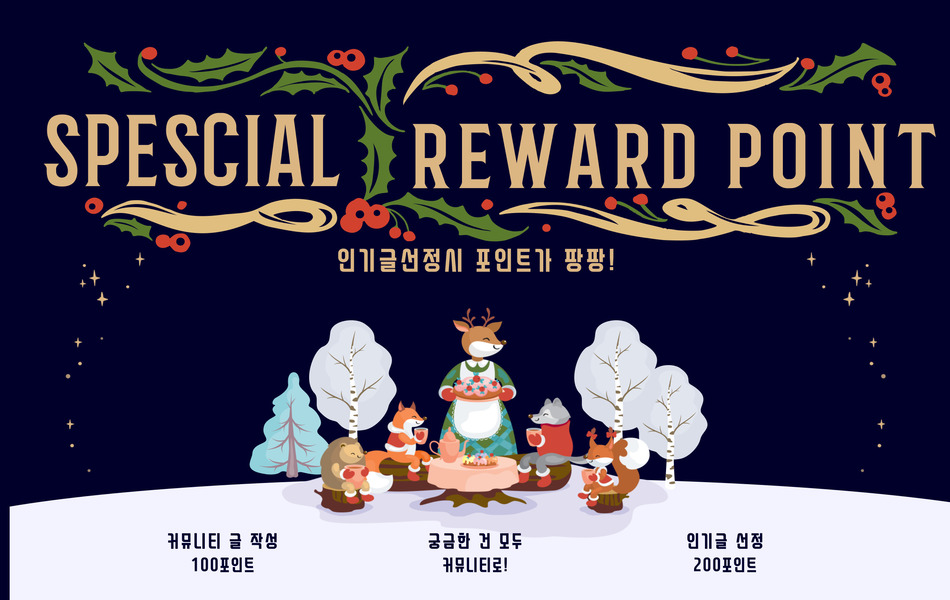 SPESCIAL REWARD POINT
인기글선정시 포인트가 팡팡!
커뮤니티 글 작성
100포인트
궁금한 건 모두
커뮤니티로!
인기글 선정
200포인트